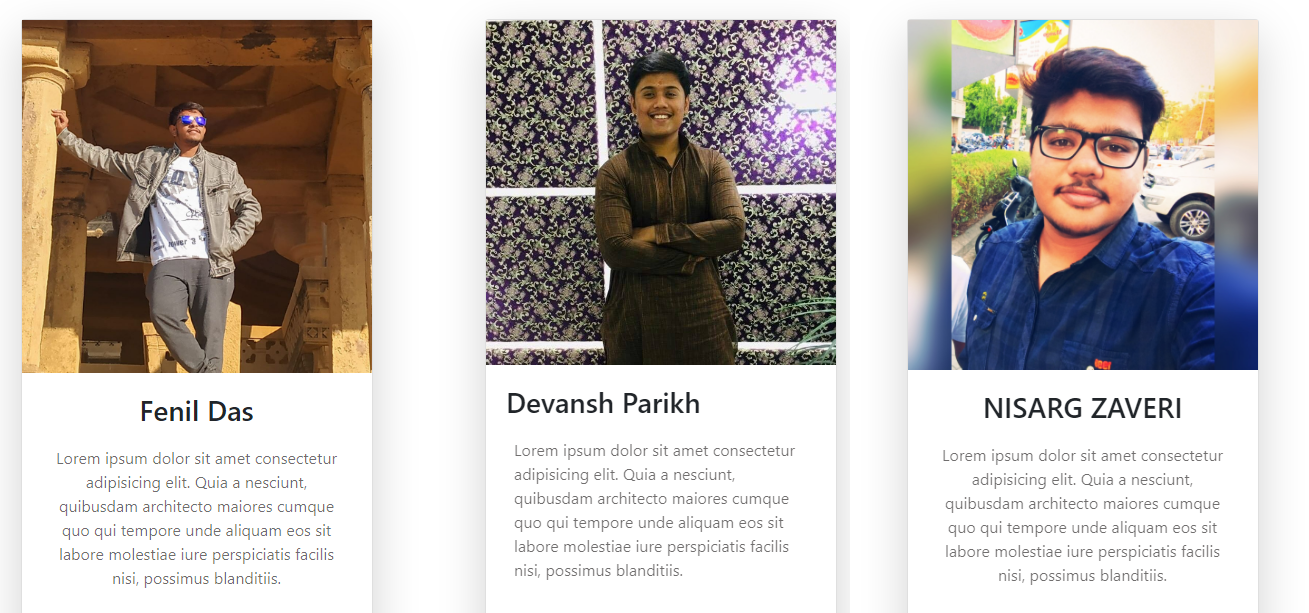 Fenil Das
Lorem ipsum dolor sit amet consectetur
adipisicing elit. Quia a nesciunt,
quibusdam architecto maiores cumque
quo qui tempore unde aliquam eos sit
labore molestiae iure perspiciatis facilis
nisi, possimus blanditiis.
Devansh Parikh
Lorem ipsum dolor sit amet consectetur
adipisicing elit. Quia a nesciunt,
quibusdam architecto maiores cumque
quo qui tempore unde aliquam eos sit
labore molestiae iure perspiciatis facilis
nisi, possimus blanditiis.
NISARG ZAVERI
Lorem ipsum dolor sit amet consectetur
adipisicing elit. Quia a nesciunt,
quibusdam architecto maiores cumque
quo qui tempore unde aliquam eos sit
labore molestiae iure perspiciatis facilis
nisi, possimus blanditiis.